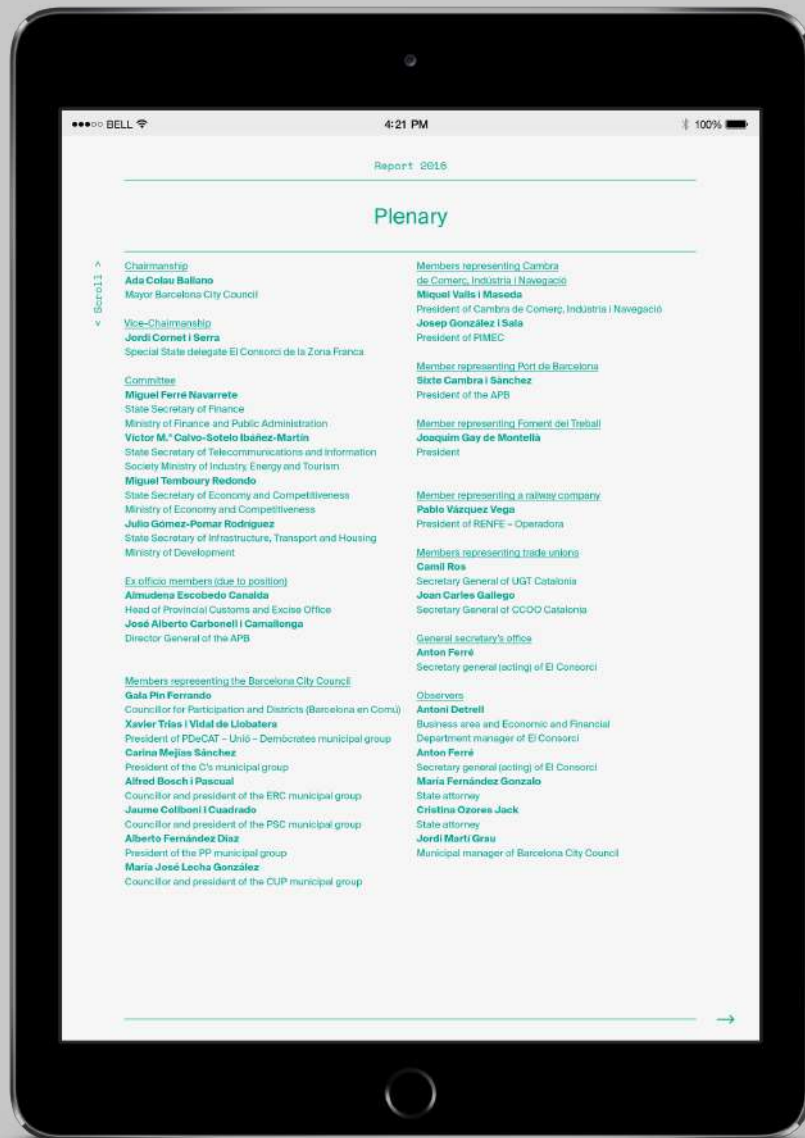 ●●●○○ BELL 4:21 PM 100%
Report 2016
Plenary
< Scroll >
Chairmanship
Ada Colau Ballano
Mayor Barcelona City Council
Vice-Chairmanship
Jordi Cornet i Serra
Special State delegate El Consorci de la Zona Franca
Committee
Miguel Ferré Navarrete
State Secretary of Finance
Ministry of Finance and Public Administration
Víctor M.ª Calvo-Sotelo Ibáñez-Martín
State Secretary of Telecommunications and Information
Society Ministry of Industry, Energy and Tourism
Miguel Temboury Redondo
State Secretary of Economy and Competitiveness
Ministry of Economy and Competitiveness
Julio Gómez-Pomar Rodríguez
State Secretary of Infrastructure, Transport and Housing
Ministry of Development
Ex officio members (due to position)
Almudena Escobedo Canalda
Head of Provincial Customs and Excise Office
José Alberto Carbonell i Camallonga
Director General of the APB
Members representing the Barcelona City Council
Gala Pin Ferrando
Councillor for Participation and Districts (Barcelona en Comú)
Xavier Trias i Vidal de Llobatera
President of PDeCAT – Unió – Demòcrates municipal group
Carina Mejías Sánchez
President of the C's municipal group
Alfred Bosch i Pascual
Councillor and president of the ERC municipal group
Jaume Collboni i Cuadrado
Councillor and president of the PSC municipal group
Alberto Fernández Díaz
President of the PP municipal group
María José Lecha González
Councillor and president of the CUP municipal group
Members representing Cambra
de Comerç, Indústria i Navegació
Miquel Valls i Maseda
President of Cambra de Comerç, Indústria i Navegació
Josep González i Sala
President of PIMEC
Member representing Port de Barcelona
Sixte Cambra i Sànchez
President of the APB
Member representing Foment del Treball
Joaquim Gay de Montellà
President
Member representing a railway company
Pablo Vázquez Vega
President of RENFE – Operadora
Members representing trade unions
Camil Ros
Secretary General of UGT Catalonia
Joan Carles Gallego
Secretary General of CCOO Catalonia
General secretary's office
Anton Ferré
Secretary general (acting) of El Consorci
Observers
Antoni Detrell
Business area and Economic and Financial
Department manager of El Consorci
Anton Ferré
Secretary general (acting) of El Consorci
María Fernández Gonzalo
State attorney
Cristina Ozores Jack
State attorney
Jordi Martí Grau
Municipal manager of Barcelona City Council
→